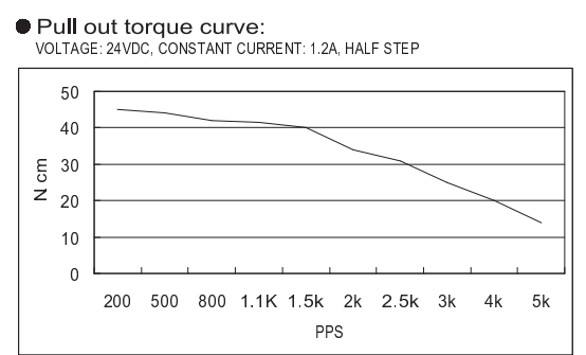 ● Pull out torque curve:
VOLTAGE: 24VDC, CONSTANT CURRENT: 1.2A, HALF STEP
50
40
30
20
10
0
N cm
200 500 800 1.1K 1.5k 2k 2.5k 3k 4k 5k
PPS